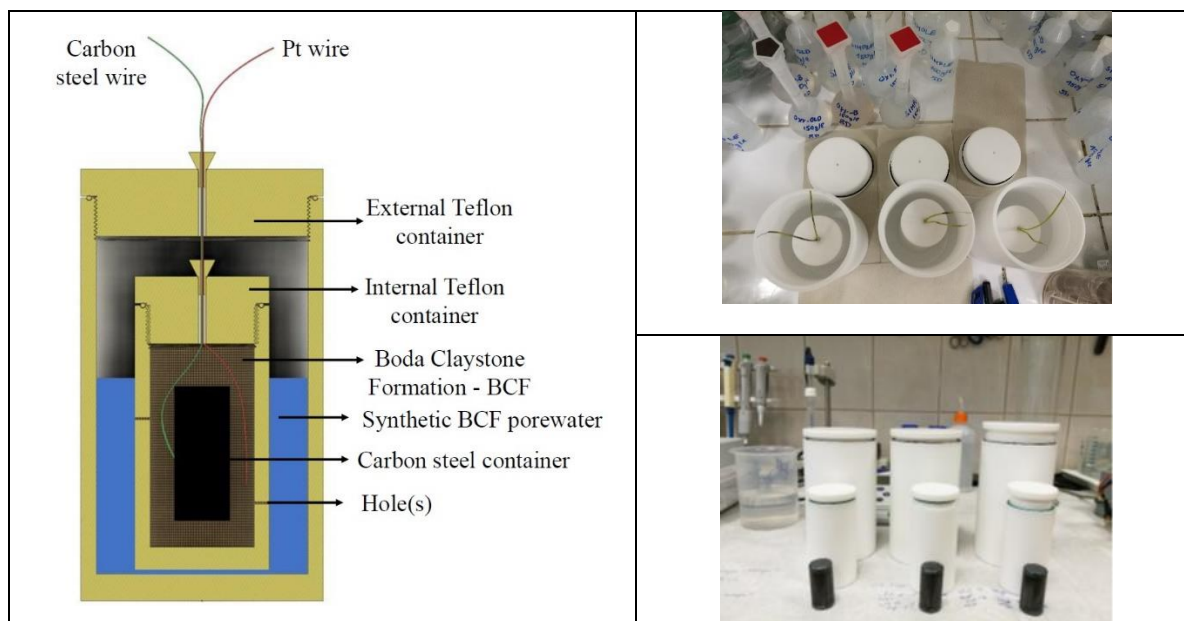 Carbon
steel wire
Pt wire
External Teflon
container
Internal Teflon
container
Boda Claystone
Formation - BCF
Synthetic BCF porewater
Carbon steel container
Hole(s)